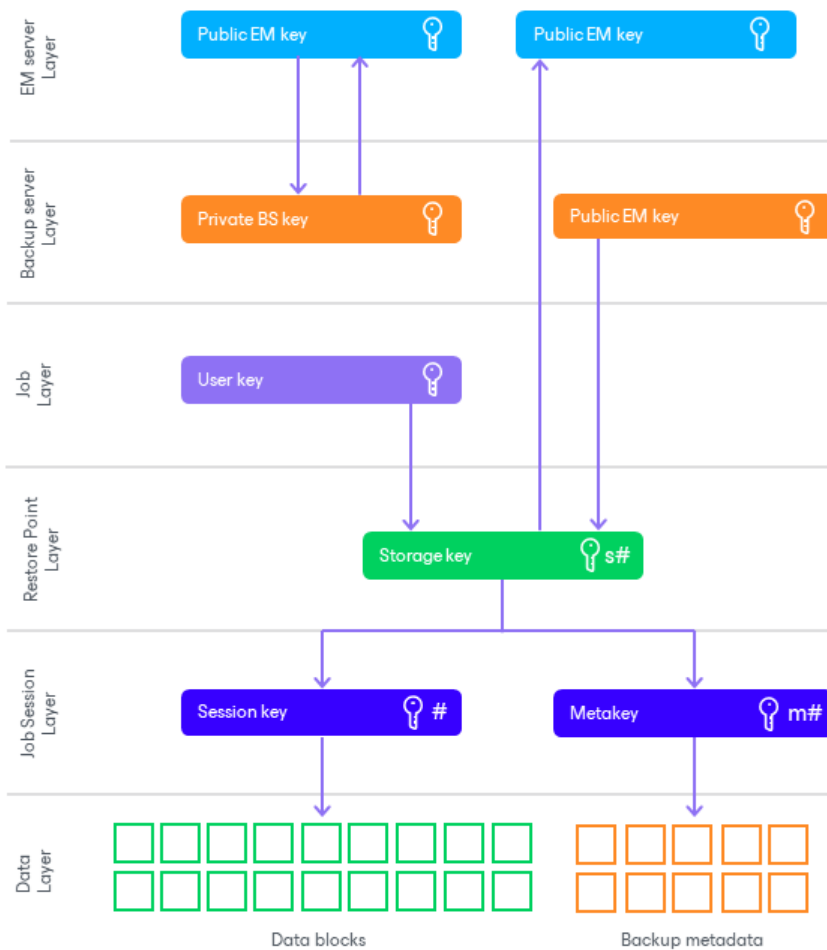 EM server
Layer
Public EM key
Public EM key
Backup server
Layer
Private BS key
Public EM key
Job
Layer
User key
Restore Point
Layer
Storage key
s#
Job Session
Layer
Session key
#
Metakey
m#
Data
Layer
Data blocks
Backup metadata